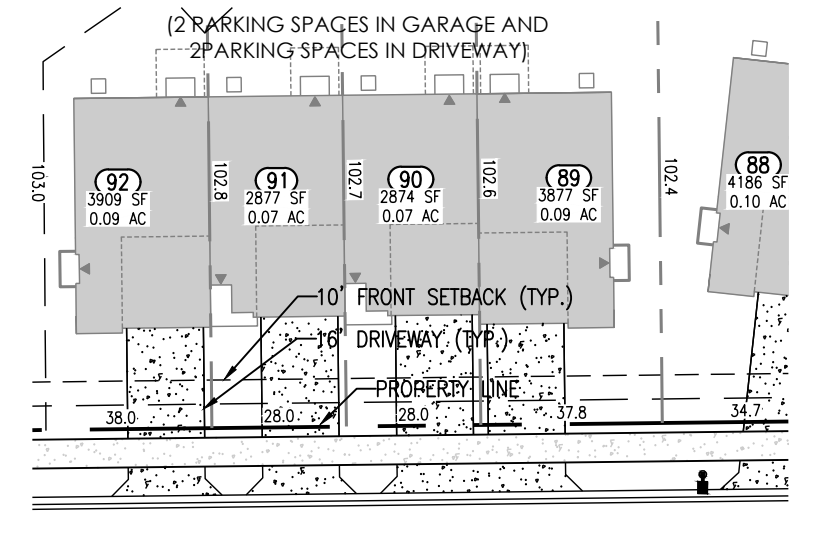 (2 PARKING SPACES IN GARAGE AND
2PARKING SPACES IN DRIVEWAY)
103.0
92
3909 SF
0.09 AC
102.8
91
2877 SF
0.07 AC
102.7
90
2874 SF
0.07 AC
102.6
89
3877 SF
0.09 AC
102.4
88
4186 SF
0.10 AC
10' FRONT SETBACK (TYP.)
16' DRIVEWAY (TYP.)
PROPERTY LINE
38.0
28.0
28.0
37.8
34.7